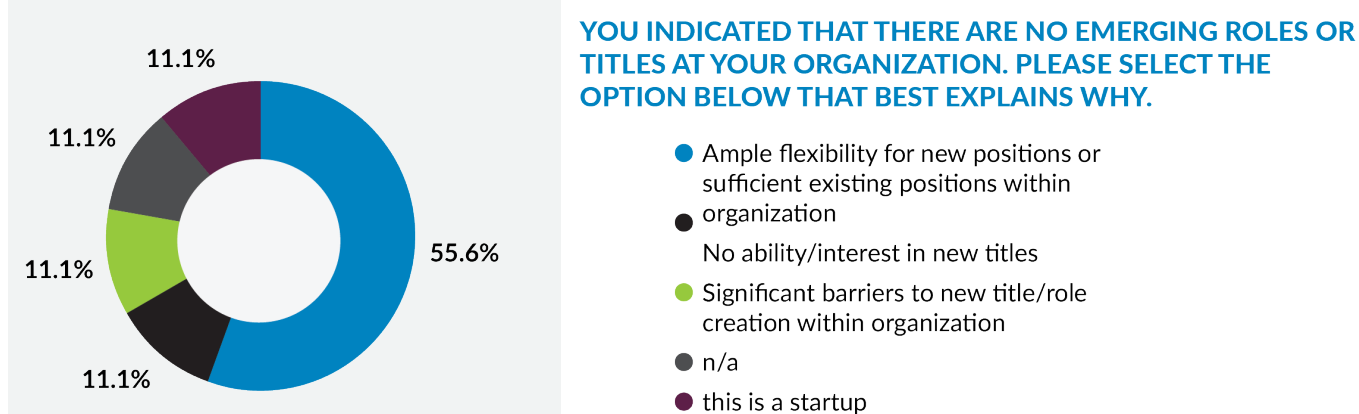 11.1%
11.1%
11.1%
11.1%
55.6%
YOU INDICATED THAT THERE ARE NO EMERGING ROLES OR
TITLES AT YOUR ORGANIZATION. PLEASE SELECT THE
OPTION BELOW THAT BEST EXPLAINS WHY.
Ample flexibility for new positions or
sufficient existing positions within
organization
No ability/interest in new titles
Significant barriers to new title/role
creation within organization
n/a
this is a startup